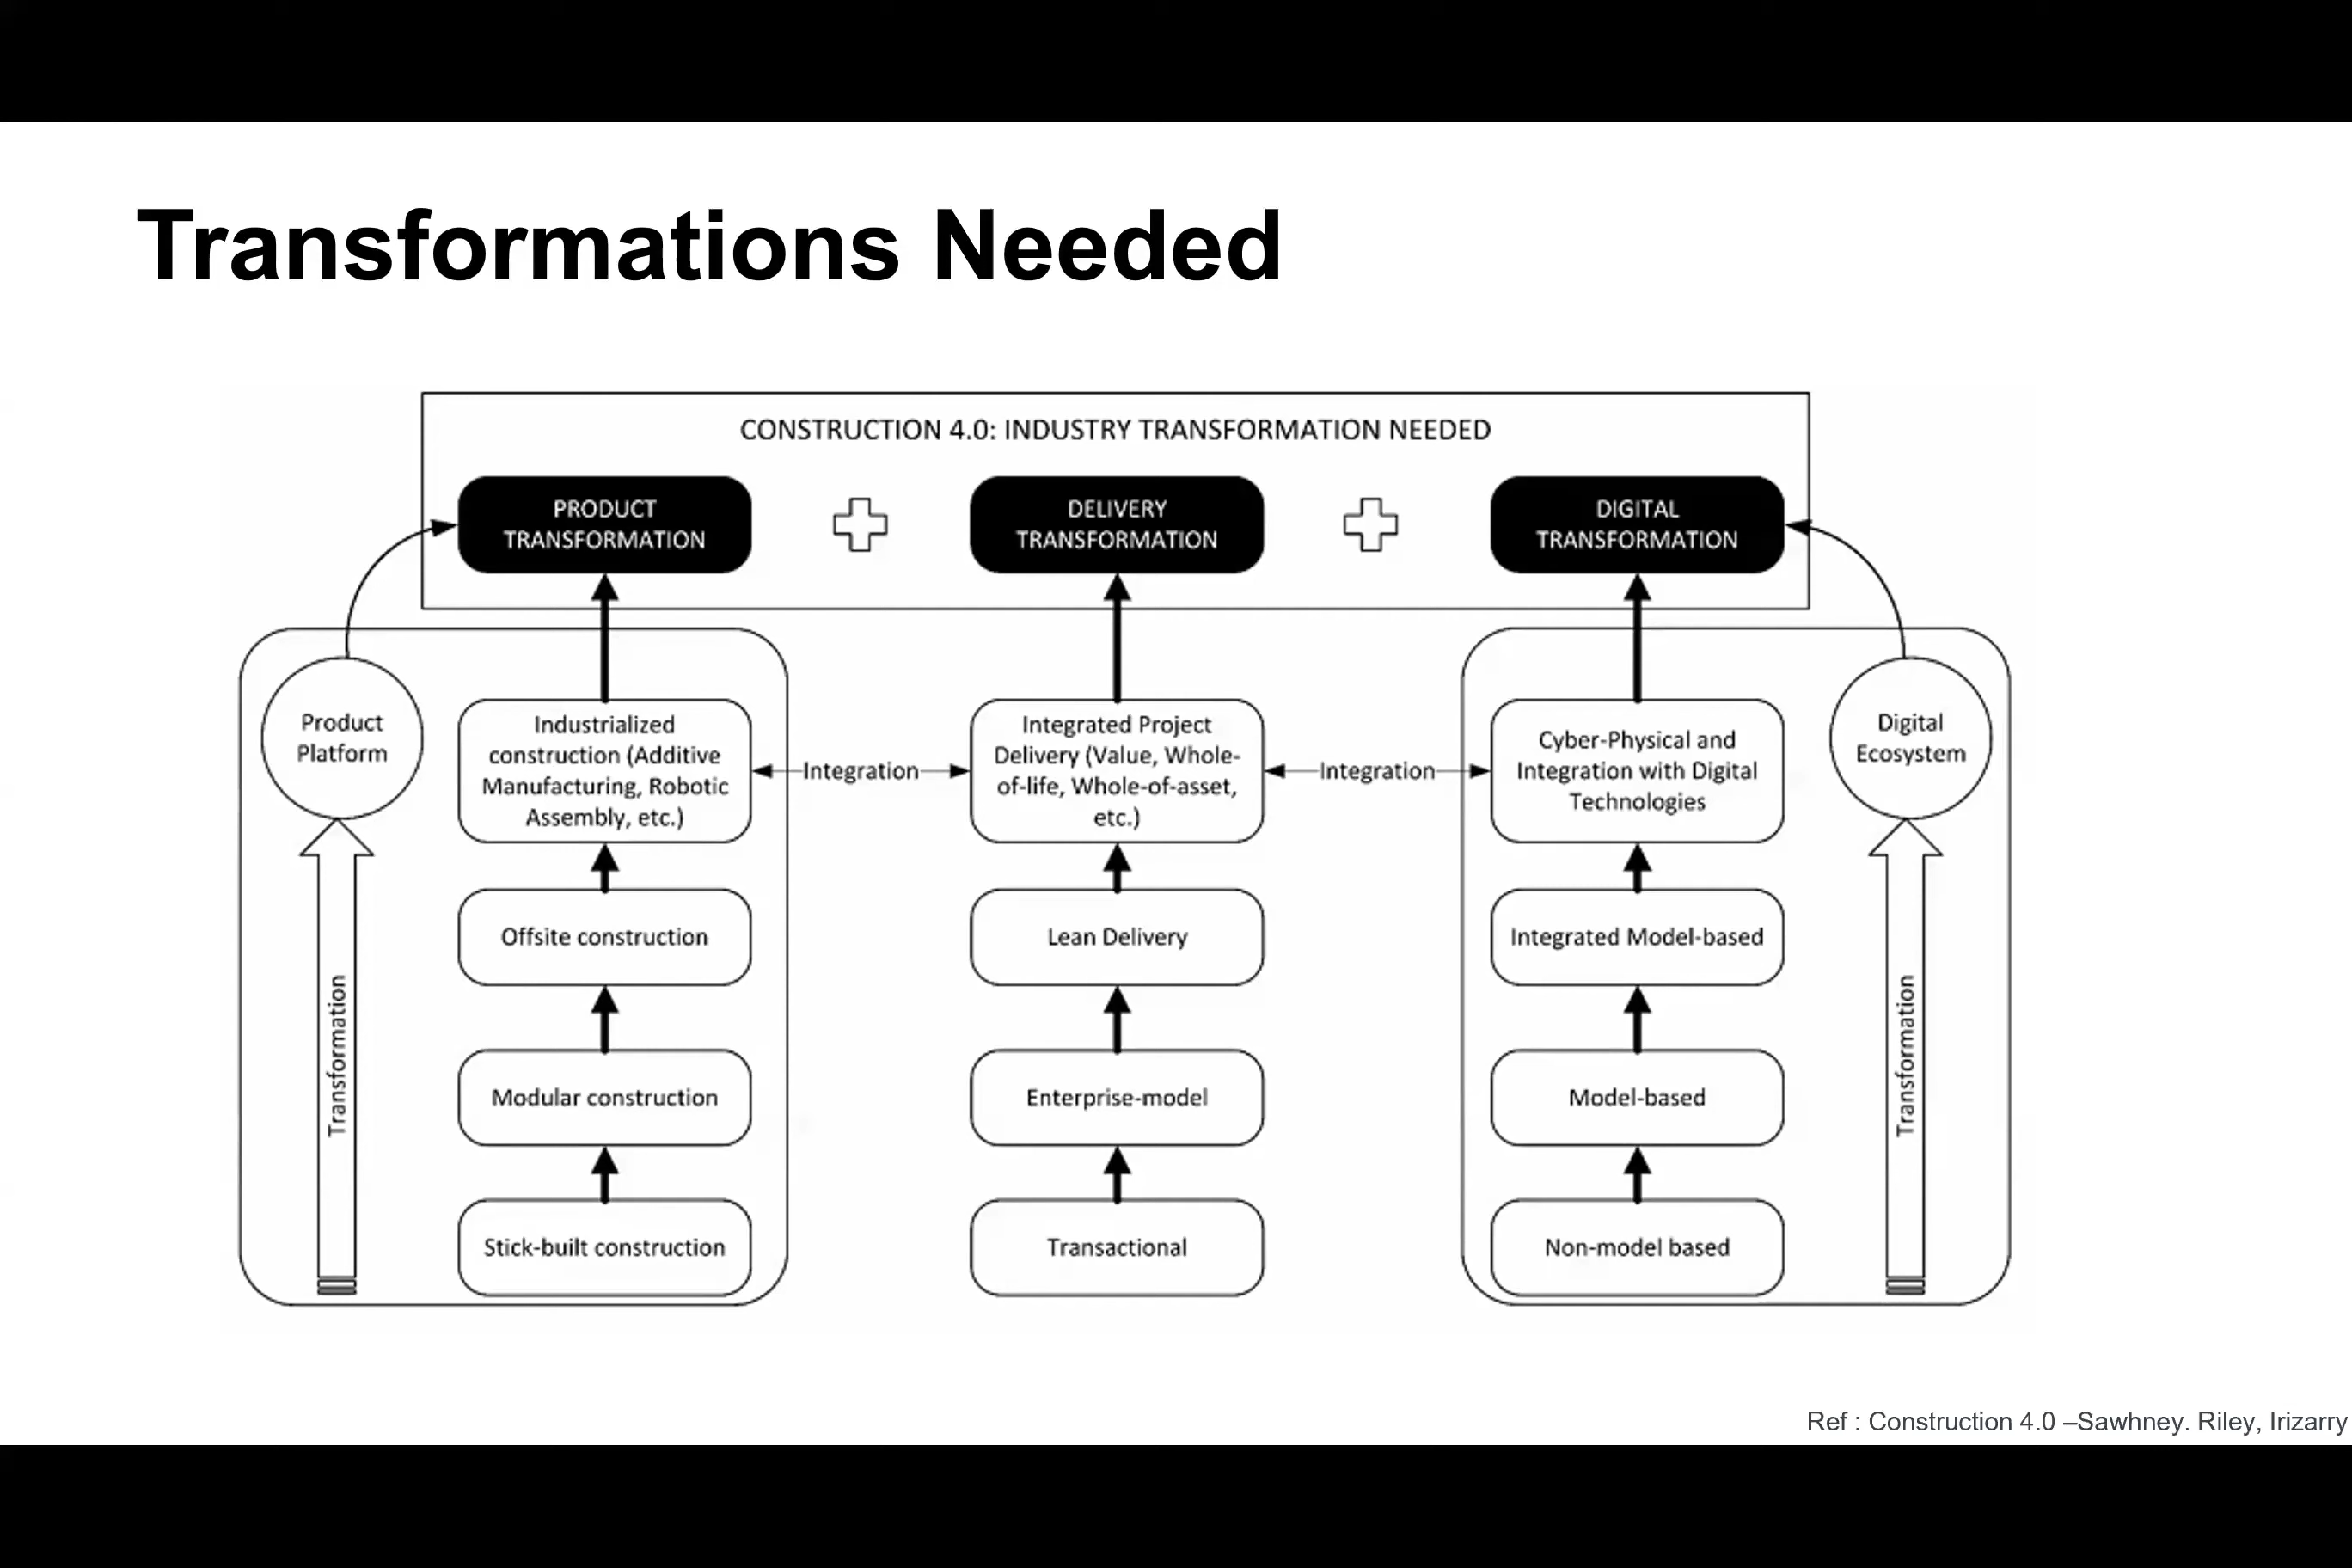 Transformations Needed
CONSTRUCTION 4.0: INDUSTRY TRANSFORMATION NEEDED
PRODUCT
TRANSFORMATION
DELIVERY
TRANSFORMATION
DIGITAL
TRANSFORMATION
Product
Platform
Transformation
Industrialized
construction (Additive
Manufacturing, Robotic
Assembly, etc.)
Offsite construction
Modular construction
Stick-built construction
Integration
Integrated Project
Delivery (Value, Whole-
of-life, Whole-of-asset,
etc.)
Lean Delivery
Enterprise-model
Transactional
Integration
Cyber-Physical and
Integration with Digital
Technologies
Integrated Model-based
Model-based
Non-model based
Digital
Ecosystem
Transformation
Ref : Construction 4.0 –Sawhney. Riley, Irizarry